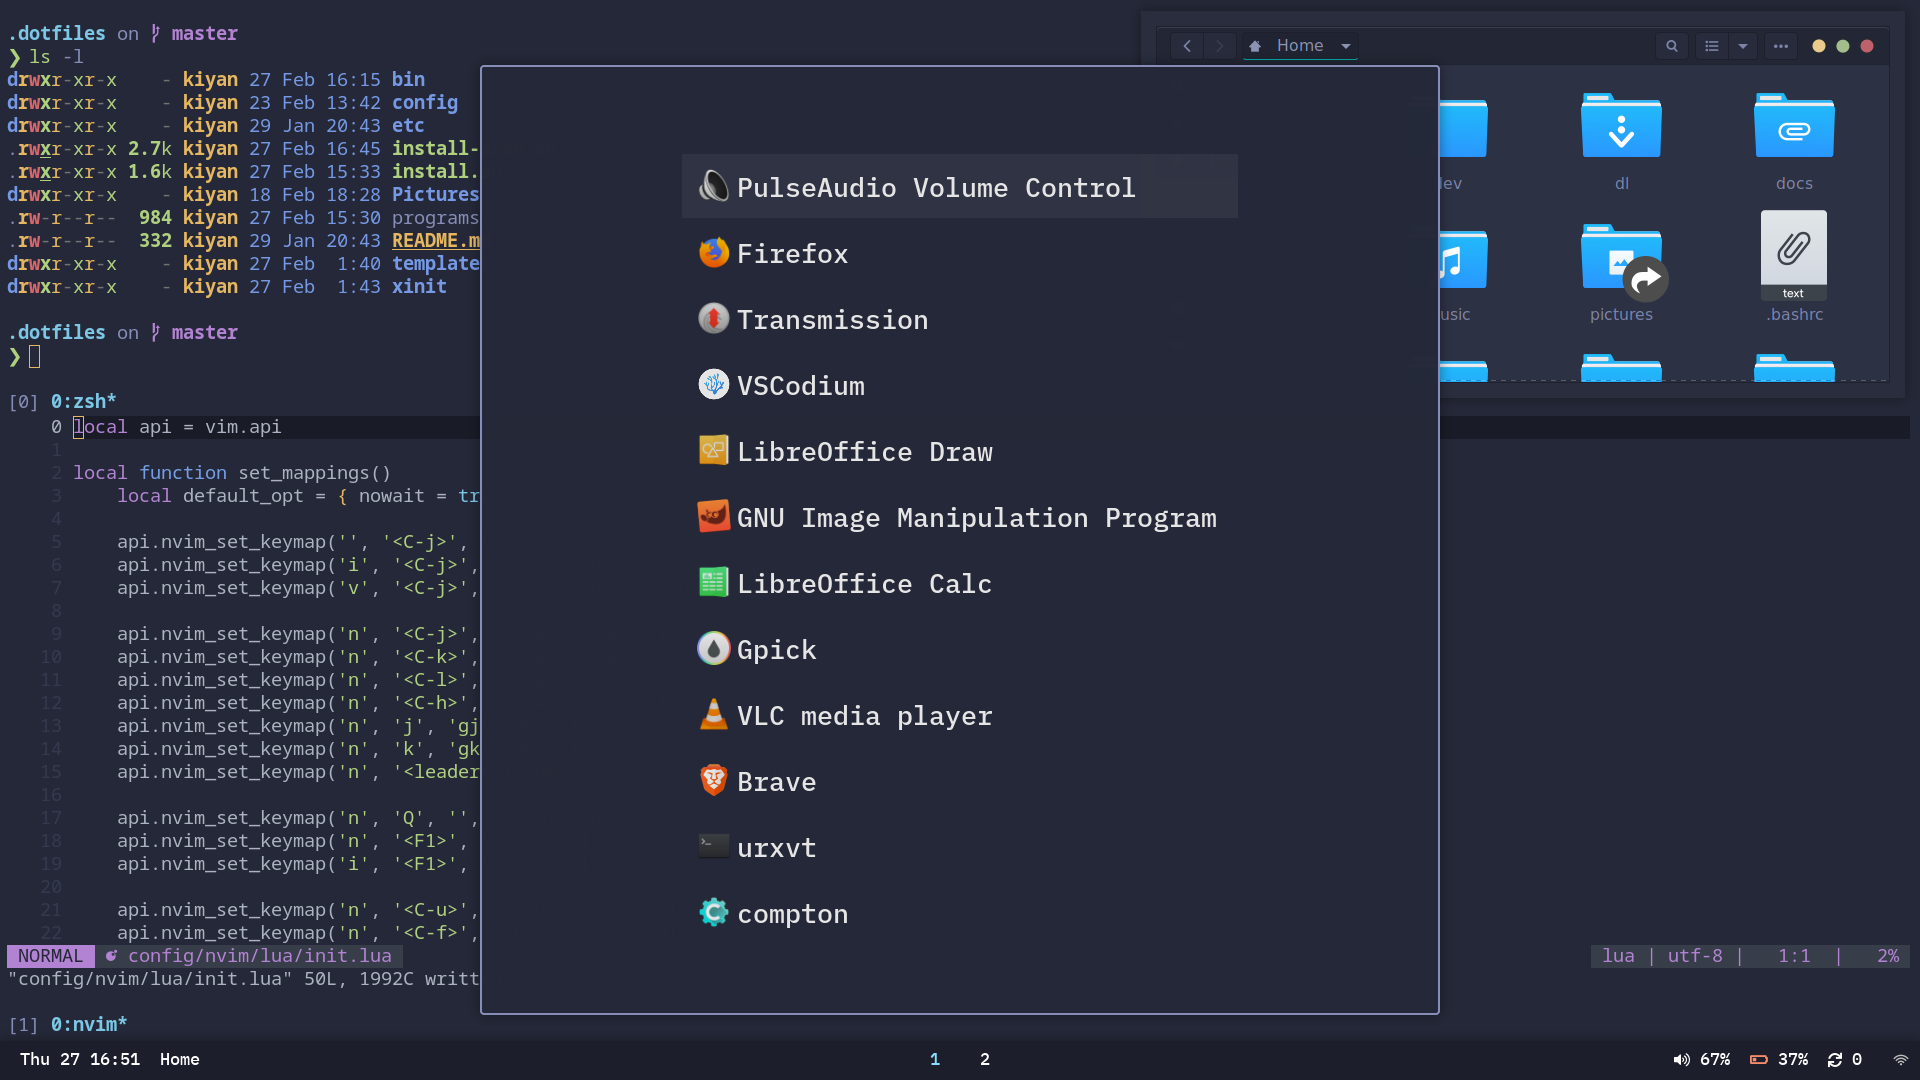 .dotfiles on master
❯ ls -l
drwxr-xr-x - kiyan 27 Feb 16:15 bin
drwxr-xr-x - kiyan 23 Feb 13:42 config
drwxr-xr-x - kiyan 29 Jan 20:43 etc
.rwxr-xr-x 2.7k kiyan 27 Feb 16:45 install-
.rwxr-xr-x 1.6k kiyan 27 Feb 15:33 install.
drwxr-xr-x - kiyan 18 Feb 18:28 Pictures
.rw-r--r-- 984 kiyan 27 Feb 15:30 programs
.rw-r--r-- 332 kiyan 29 Jan 20:43 README.m
drwxr-xr-x - kiyan 27 Feb 1:40 template
drwxr-xr-x - kiyan 27 Feb 1:43 xinit
.dotfiles on master
❯
[0] 0:zsh*
0 local api = vim.api
1
2 local function set_mappings()
3 local default_opt = { nowait = tr
4
5 api.nvim_set_keymap('', '<C-j>',
6 api.nvim_set_keymap('i', '<C-j>',
7 api.nvim_set_keymap('v', '<C-j>',
8
9 api.nvim_set_keymap('n', '<C-j>',
10 api.nvim_set_keymap('n', '<C-k>',
11 api.nvim_set_keymap('n', '<C-l>',
12 api.nvim_set_keymap('n', '<C-h>',
13 api.nvim_set_keymap('n', 'j', 'gj
14 api.nvim_set_keymap('n', 'k', 'gk
15 api.nvim_set_keymap('n', '<leader
16
17 api.nvim_set_keymap('n', 'Q', '',
18 api.nvim_set_keymap('n', '<F1>',
19 api.nvim_set_keymap('i', '<F1>',
20
21 api.nvim_set_keymap('n', '<C-u>',
22 api.nvim_set_keymap('n', '<C-f>',
NORMAL config/nvim/lua/init.lua
lua | utf-8 | 1:1 | 2%
"config/nvim/lua/init.lua" 50L, 1992C writt
[1] 0:nvim*
PulseAudio Volume Control
Firefox
Transmission
VSCodium
LibreOffice Draw
GNU Image Manipulation Program
LibreOffice Calc
Gpick
VLC media player
Brave
urxvt
compton
Home
dev
dl
docs
usic
pictures
text
.bashrc
Thu 27 16:51 Home
1 2
67% 37% 0